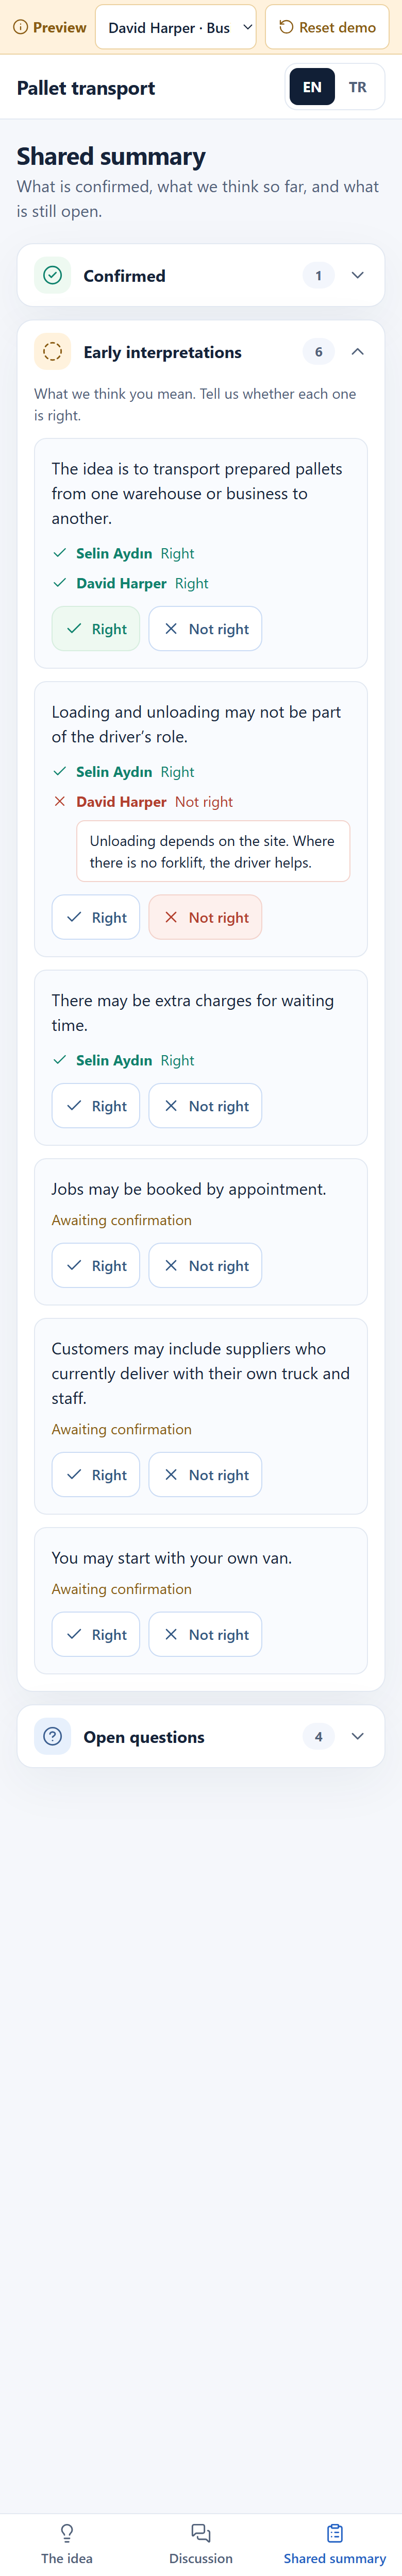 Preview
David Harper · Bus
Reset demo
Pallet transport
EN
TR
Shared summary
What is confirmed, what we think so far, and what
is still open.
Confirmed
1
Early interpretations
6
What we think you mean. Tell us whether each one
is right.
The idea is to transport prepared pallets
from one warehouse or business to
another.
Selin Aydın Right
David Harper Right
Right
Not right
Loading and unloading may not be part
of the driver’s role.
Selin Aydın Right
David Harper Not right
Unloading depends on the site. Where
there is no forklift, the driver helps.
Right
Not right
There may be extra charges for waiting
time.
Selin Aydın Right
Right
Not right
Jobs may be booked by appointment.
Awaiting confirmation
Right
Not right
Customers may include suppliers who
currently deliver with their own truck and
staff.
Awaiting confirmation
Right
Not right
You may start with your own van.
Awaiting confirmation
Right
Not right
Open questions
4
The idea
Discussion
Shared summary